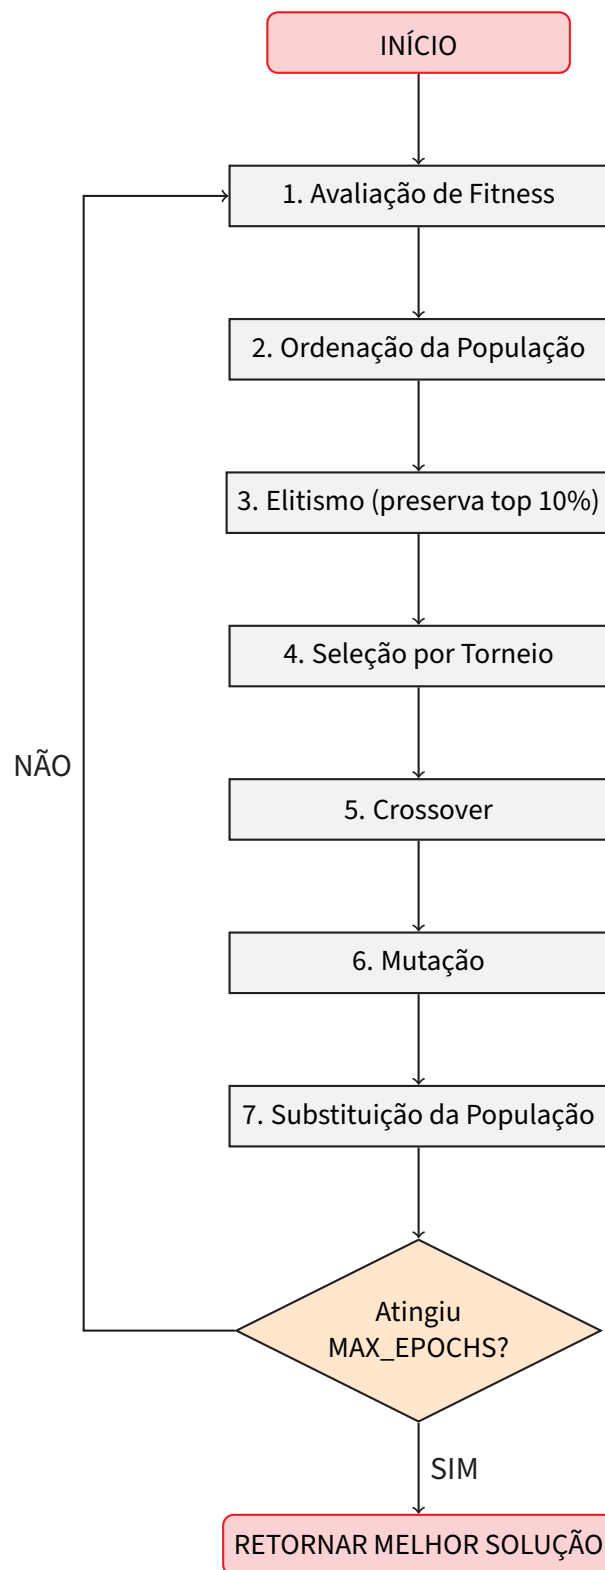 INÍCIO
1. Avaliação de Fitness
2. Ordenação da População
3. Elitismo (preserva top 10%)
4. Seleção por Torneio
NÃO
5. Crossover
6. Mutação
7. Substituição da População
Atingiu
MAX_EPOCHS?
SIM
RETORNAR MELHOR SOLUÇÃO